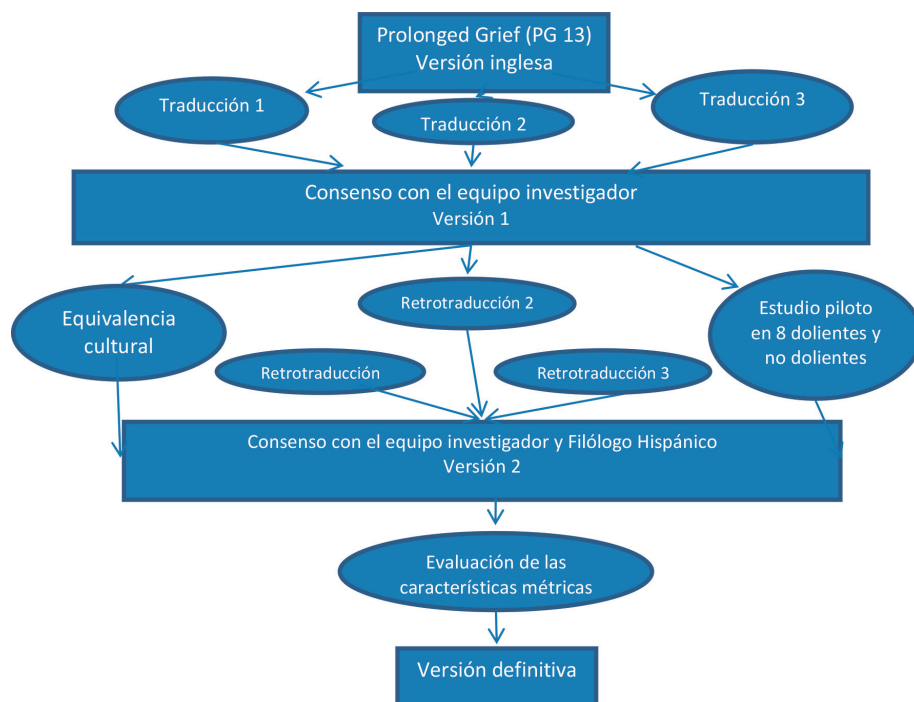 Prolonged Grief (PG 13)
Versión inglesa
Traducción 1
Traducción 2
Traducción 3
Consenso con el equipo investigador
Versión 1
Equivalencia
cultural
Retrotraducción 2
Estudio piloto
en 8 dolientes y
no dolientes
Retrotraducción
Retrotraducción 3
Consenso con el equipo investigador y Filólogo Hispánico
Versión 2
Evaluación de las
características métricas
Versión definitiva